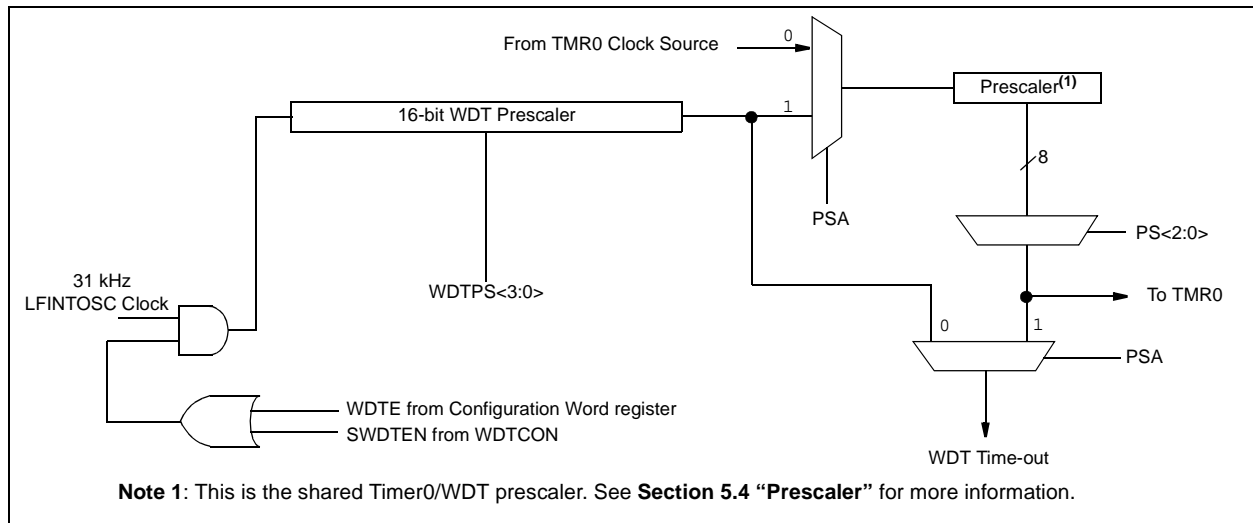 From TMR0 Clock Source
0
Prescaler(1)
16-bit WDT Prescaler
1
8
PSA
PS<2:0>
31 kHz
LFINTOSC Clock
WDTPS<3:0>
To TMR0
0
1
PSA
WDTE from Configuration Word register
SWDTEN from WDTCON
WDT Time-out
Note 1: This is the shared Timer0/WDT prescaler. See Section 5.4 “Prescaler” for more information.